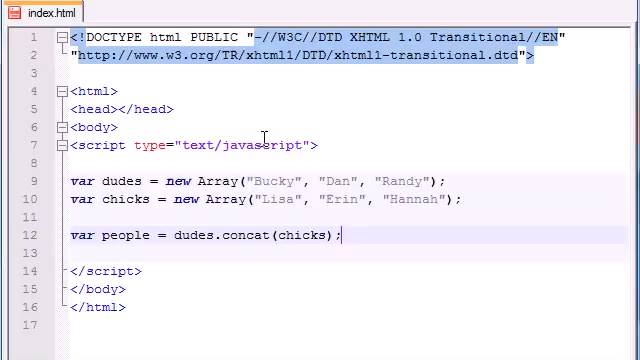 index.html
1 <!DOCTYPE html PUBLIC "-//W3C//DTD XHTML 1.0 Transitional//EN"
2 "http://www.w3.org/TR/xhtml1/DTD/xhtml1-transitional.dtd">
3
4 <html>
5 <head></head>
6 <body>
7 <script type="text/javascript">
8
9 var dudes = new Array("Bucky", "Dan", "Randy");
10 var chicks = new Array("Lisa", "Erin", "Hannah");
11
12 var people = dudes.concat(chicks);
13
14 </script>
15 </body>
16 </html>
17